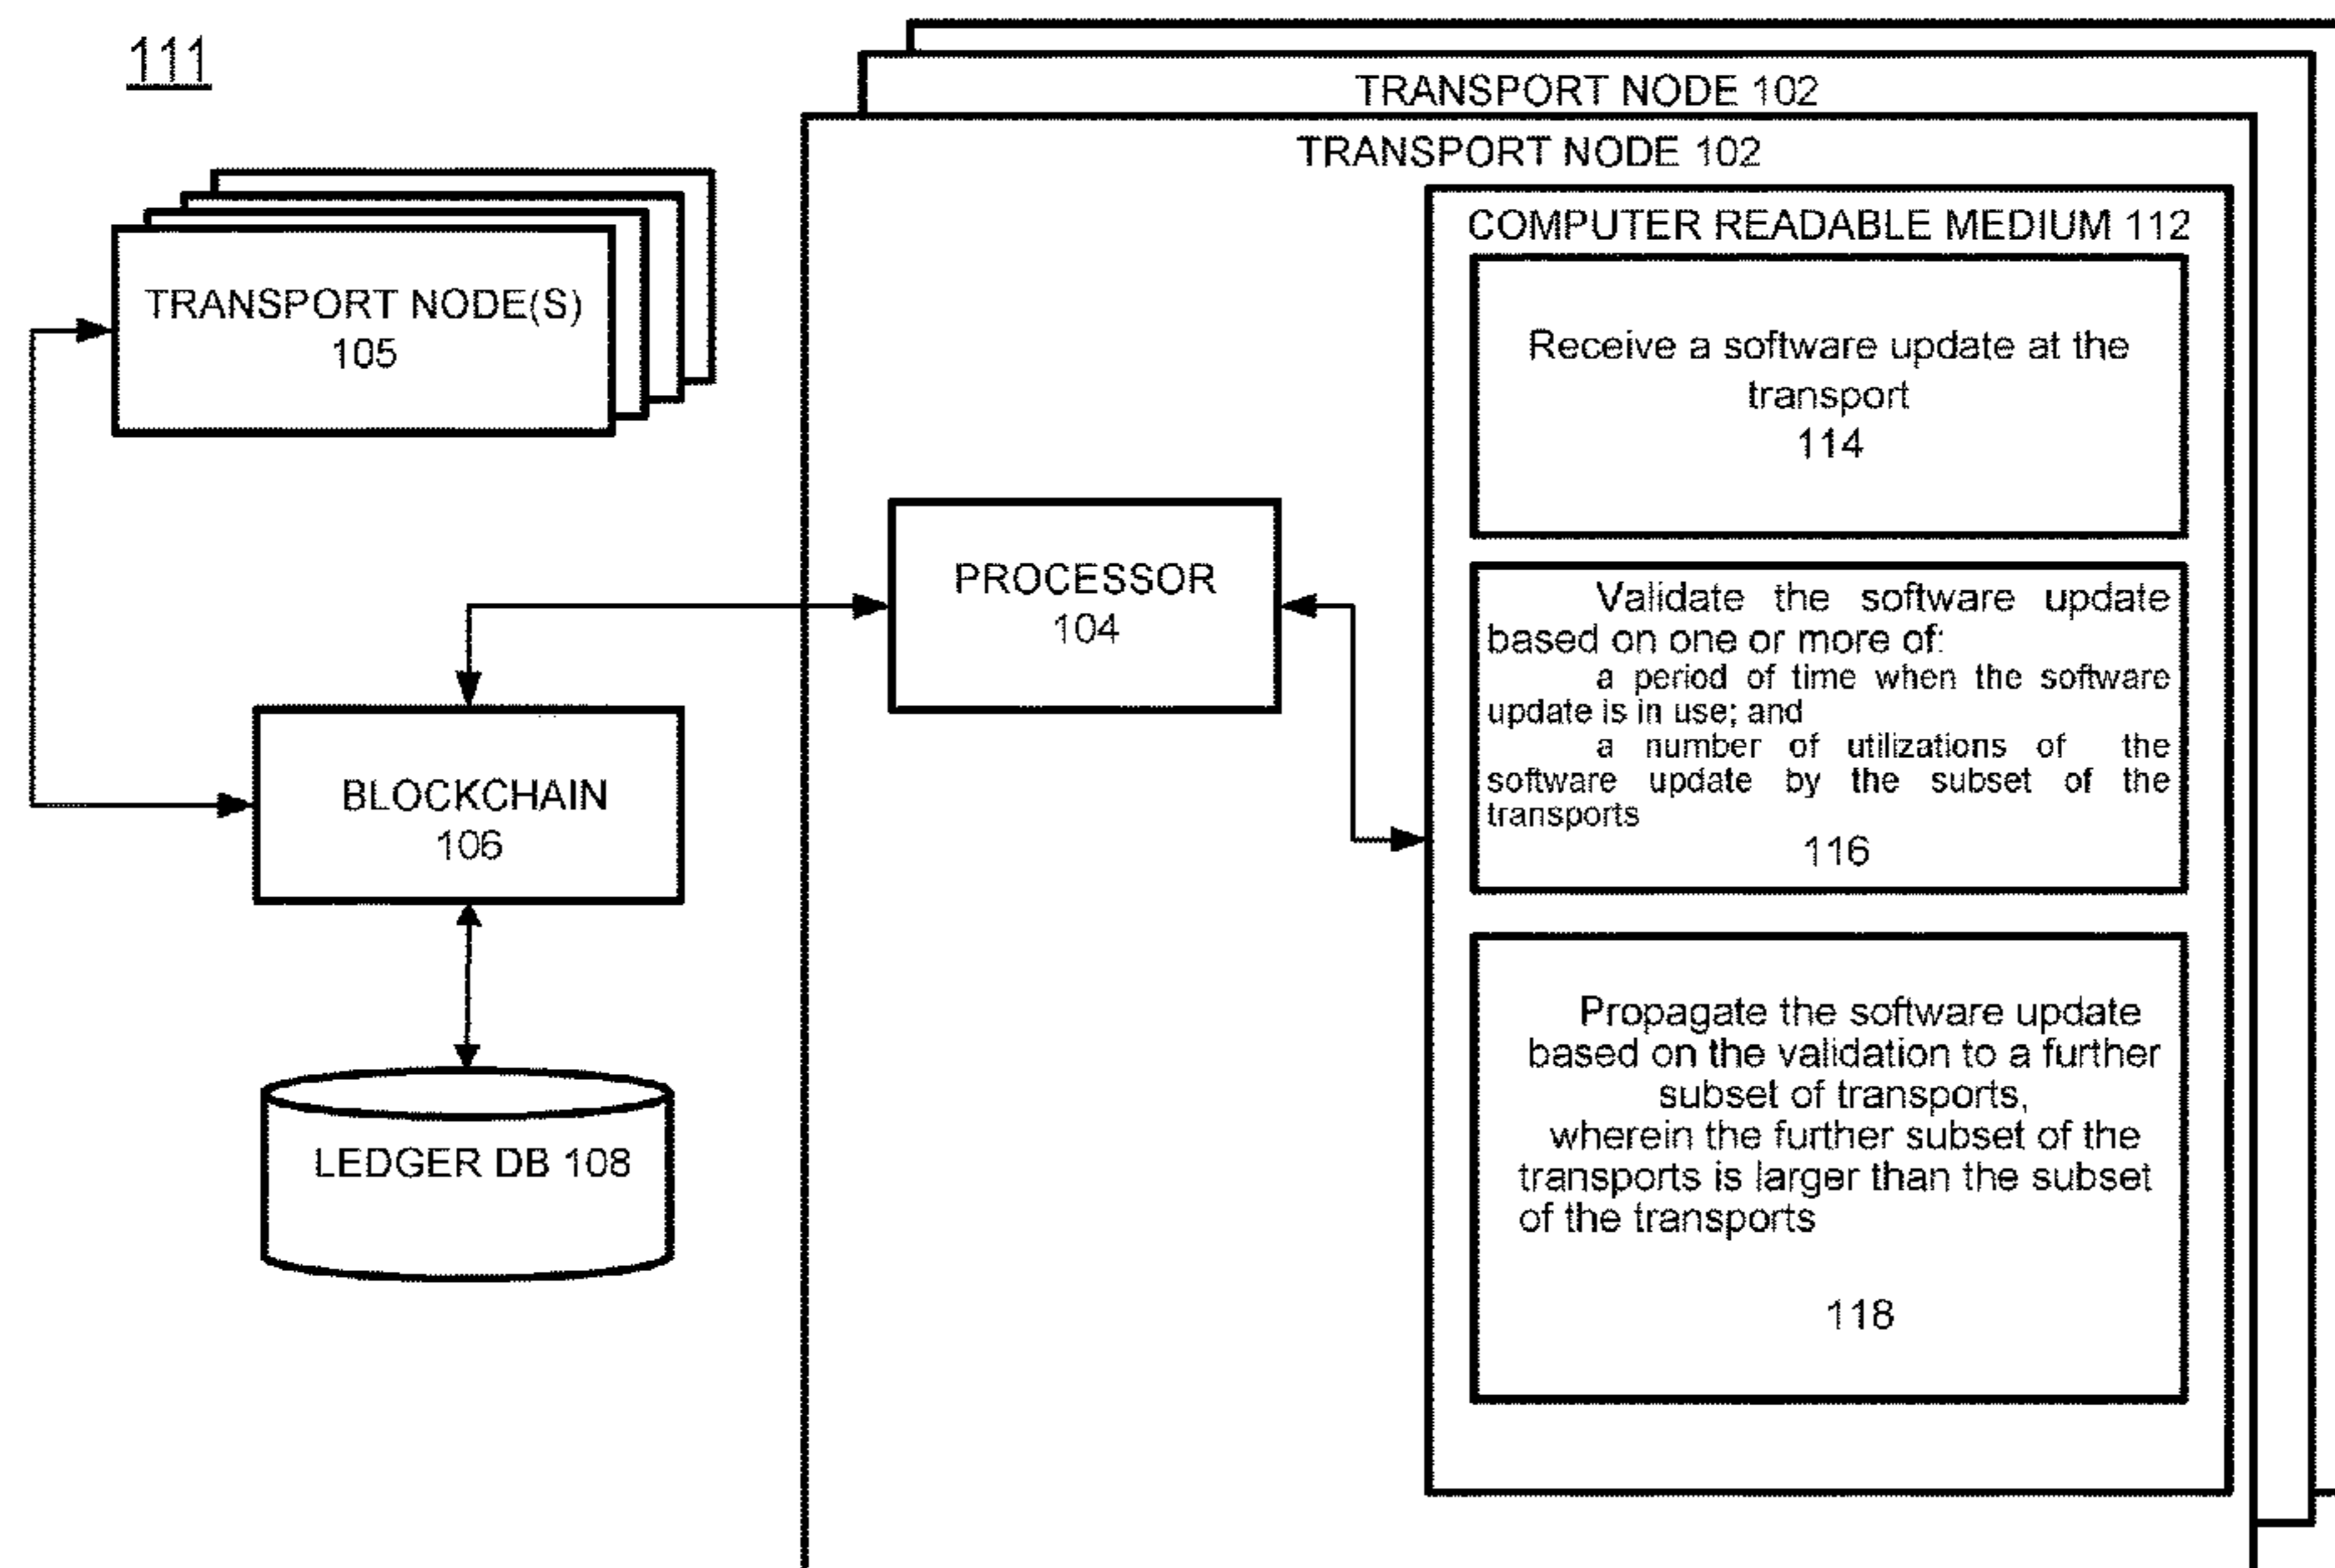 111
TRANSPORT NODE 102
TRANSPORT NODE 102
TRANSPORT NODE(S)
105
PROCESSOR
104
BLOCKCHAIN
106
LEDGER DB 108
COMPUTER READABLE MEDIUM 112
Receive a software update at the
transport
114
Validate the software update
based on one or more of:
a period of time when the software
update is in use; and
a number of utilizations of the
software update by the subset of the
transports
116
Propagate the software update
based on the validation to a further
subset of transports,
wherein the further subset of the
transports is larger than the subset
of the transports
118